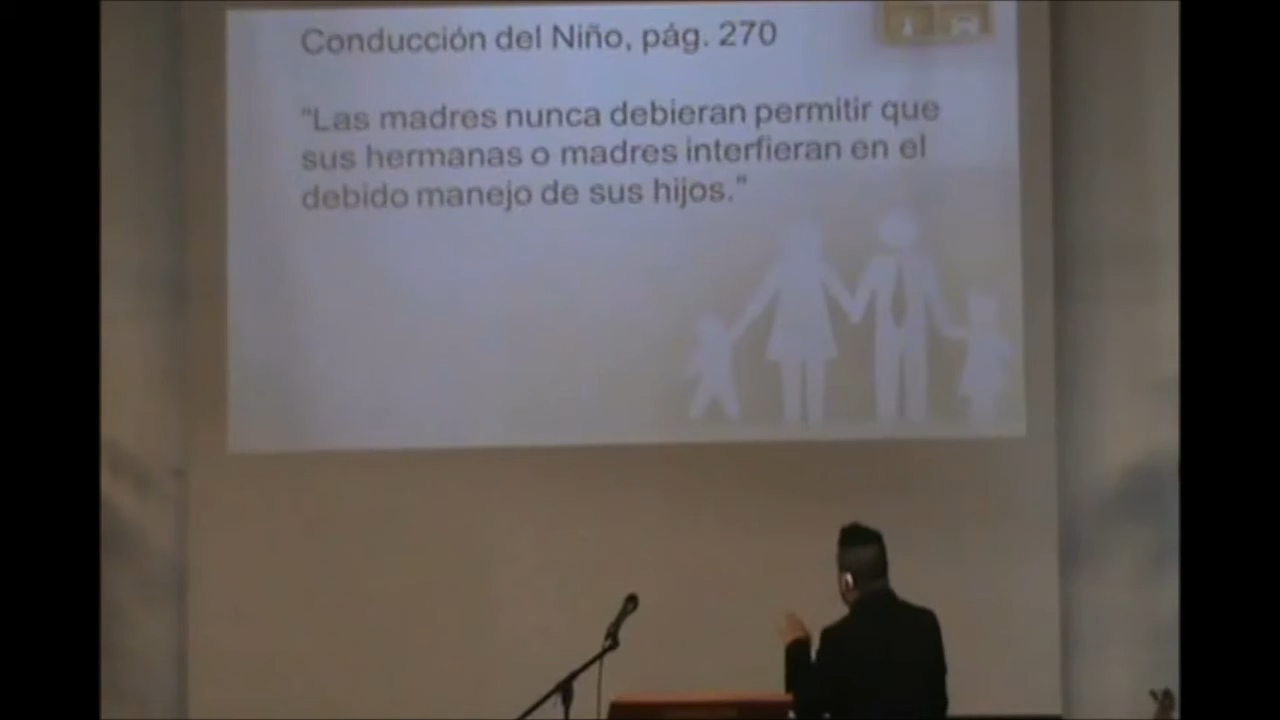 Conducción del Niño, pág. 270
"Las madres nunca debieran permitir que
sus hermanas o madres interfieran en el
debido manejo de sus hijos."